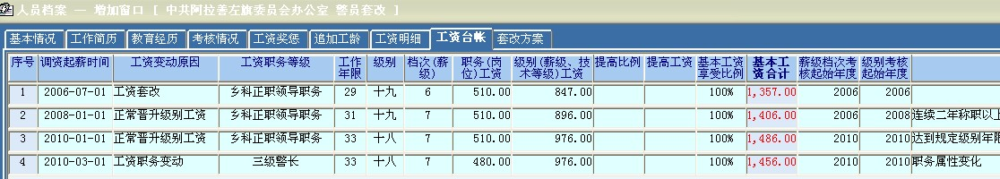 人员档案 — 增加窗口 [ 中共阿拉善左旗委员会办公室 警员套改 ]
基本情况 工作简历 教育经历 考核情况 工资奖惩 追加工龄 工资明细 工资台帐 套改方案
序号 调资起薪时间 工资变动原因 工资职务等级 工作年限 级别 档次(薪级) 职务(岗位)工资 级别(薪级、技术等级)工资 提高比例 提高工资 基本工资享受比例 基本工资合计 薪级档次考核起始年度 级别考核起始年度
1 2006-07-01 工资套改 乡科正职领导职务 29 十九 6 510.00 847.00 100% 1,357.00 2006 2006
2 2008-01-01 正常晋升级别工资 乡科正职领导职务 31 十九 7 510.00 896.00 100% 1,406.00 2006 2008 连续二年称职以上
3 2010-01-01 正常晋升级别工资 乡科正职领导职务 33 十八 7 510.00 976.00 100% 1,486.00 2010 2010 达到规定级别年限
4 2010-03-01 工资职务变动 三级警长 33 十八 7 480.00 976.00 100% 1,456.00 2010 2010 职务属性变化